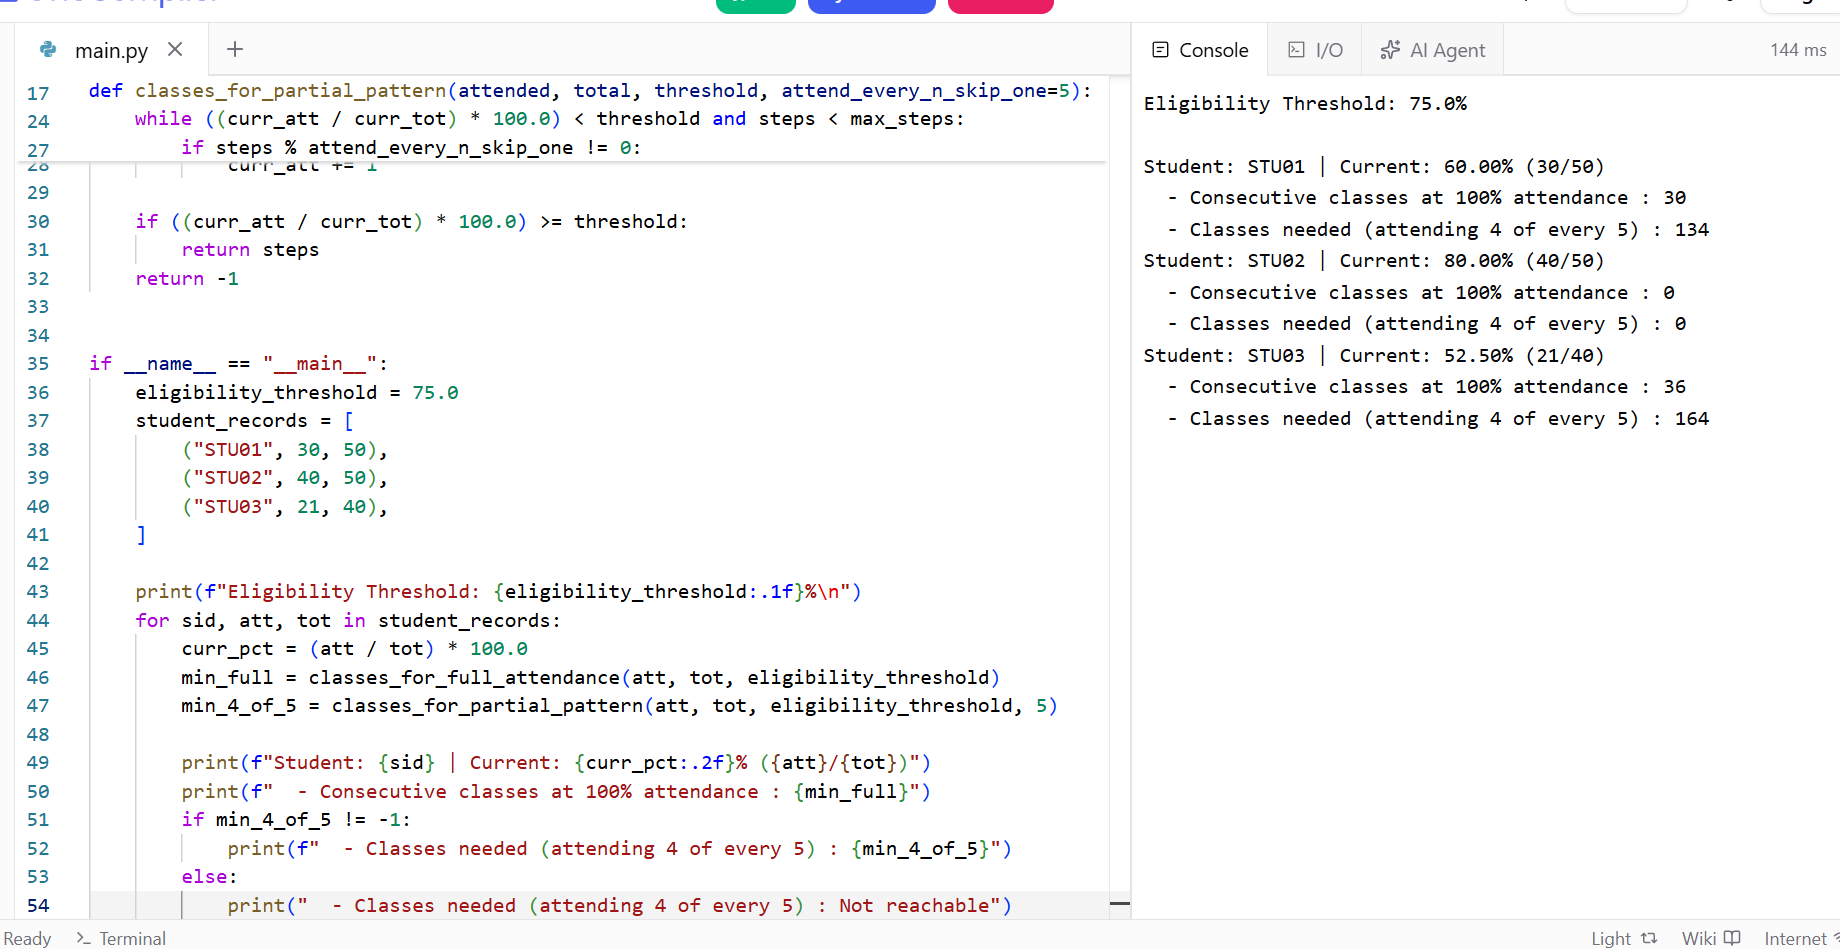 main.py
17 def classes_for_partial_pattern(attended, total, threshold, attend_every_n_skip_one=5):
24 while ((curr_att / curr_tot) * 100.0) < threshold and steps < max_steps:
27 if steps % attend_every_n_skip_one != 0:
28 curr_att += 1
29
30 if ((curr_att / curr_tot) * 100.0) >= threshold:
31 return steps
32 return -1
33
34
35 if __name__ == "__main__":
36 eligibility_threshold = 75.0
37 student_records = [
38 ("STU01", 30, 50),
39 ("STU02", 40, 50),
40 ("STU03", 21, 40),
41 ]
42
43 print(f"Eligibility Threshold: {eligibility_threshold:.1f}%\n")
44 for sid, att, tot in student_records:
45 curr_pct = (att / tot) * 100.0
46 min_full = classes_for_full_attendance(att, tot, eligibility_threshold)
47 min_4_of_5 = classes_for_partial_pattern(att, tot, eligibility_threshold, 5)
48
49 print(f"Student: {sid} | Current: {curr_pct:.2f}% ({att}/{tot})")
50 print(f"  - Consecutive classes at 100% attendance : {min_full}")
51 if min_4_of_5 != -1:
52 print(f"  - Classes needed (attending 4 of every 5) : {min_4_of_5}")
53 else:
54 print("  - Classes needed (attending 4 of every 5) : Not reachable")
Ready
Terminal
Console I/O AI Agent 144 ms
Eligibility Threshold: 75.0%
Student: STU01 | Current: 60.00% (30/50)
- Consecutive classes at 100% attendance : 30
- Classes needed (attending 4 of every 5) : 134
Student: STU02 | Current: 80.00% (40/50)
- Consecutive classes at 100% attendance : 0
- Classes needed (attending 4 of every 5) : 0
Student: STU03 | Current: 52.50% (21/40)
- Consecutive classes at 100% attendance : 36
- Classes needed (attending 4 of every 5) : 164
Light Wiki Internet